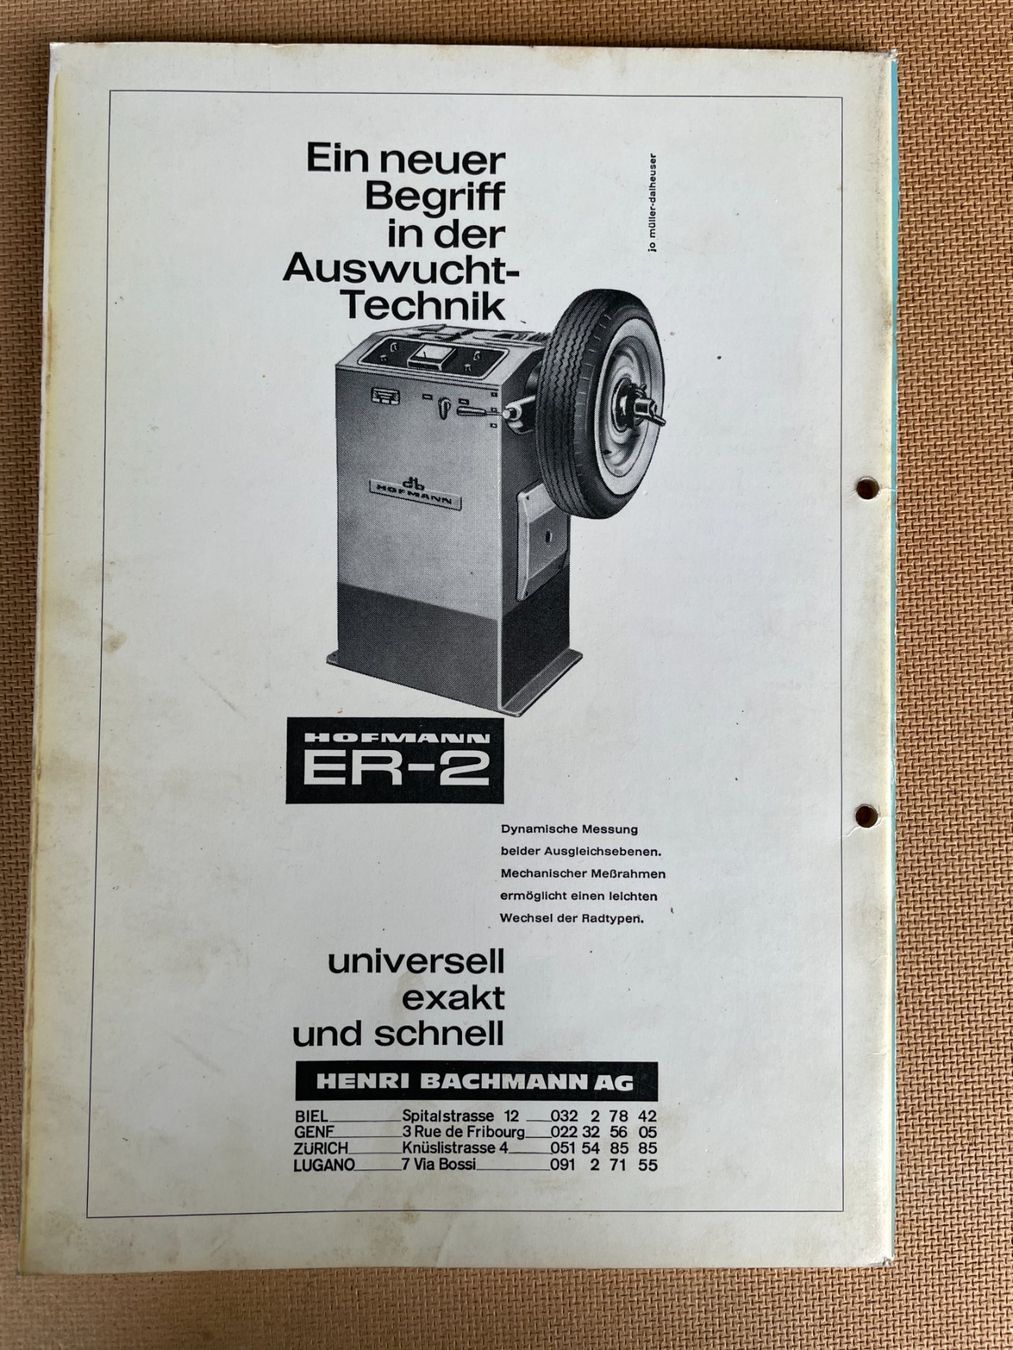 Ein neuer
Begriff
in der
Auswucht-
Technik
jo müller-dalheuser
db
HOFMANN
HOFMANN
ER-2
Dynamische Messung
beider Ausgleichsebenen.
Mechanischer Meßrahmen
ermöglicht einen leichten
Wechsel der Radtypen.
universell
exakt
und schnell
HENRI BACHMANN AG
BIEL Spitalstrasse 12 032 2 78 42
GENF 3 Rue de Fribourg 022 32 56 05
ZÜRICH Knüslistrasse 4 051 54 85 85
LUGANO 7 Via Bossi 091 2 71 55